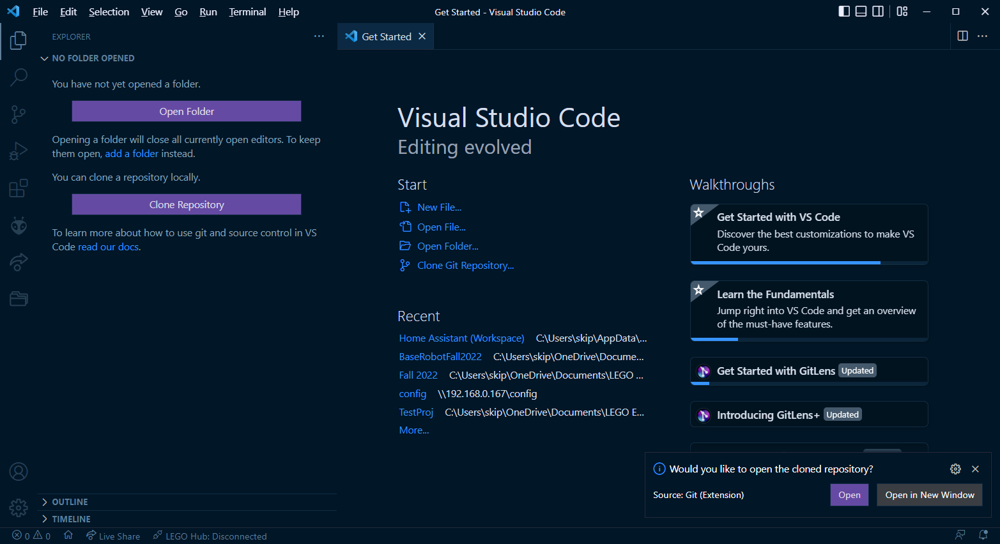 File Edit Selection View Go Run Terminal Help
Get Started - Visual Studio Code
EXPLORER
NO FOLDER OPENED
You have not yet opened a folder.
Open Folder
Opening a folder will close all currently open editors. To keep
them open, add a folder instead.
You can clone a repository locally.
Clone Repository
To learn more about how to use git and source control in VS
Code read our docs.
OUTLINE
TIMELINE
Get Started
Visual Studio Code
Editing evolved
Start
New File...
Open File...
Open Folder...
Clone Git Repository...
Recent
Home Assistant (Workspace) C:\Users\skip\AppData\...
BaseRobotFall2022 C:\Users\skip\OneDrive\Docume...
Fall 2022 C:\Users\skip\OneDrive\Documents\LEGO ...
config \\192.168.0.167\config
TestProj C:\Users\skip\OneDrive\Documents\LEGO E...
More...
Walkthroughs
Get Started with VS Code
Discover the best customizations to make VS
Code yours.
Learn the Fundamentals
Jump right into VS Code and get an overview
of the must-have features.
Get Started with GitLens Updated
Introducing GitLens+ Updated
Would you like to open the cloned repository?
Source: Git (Extension)
Open
Open in New Window
0 0 Live Share LEGO Hub: Disconnected